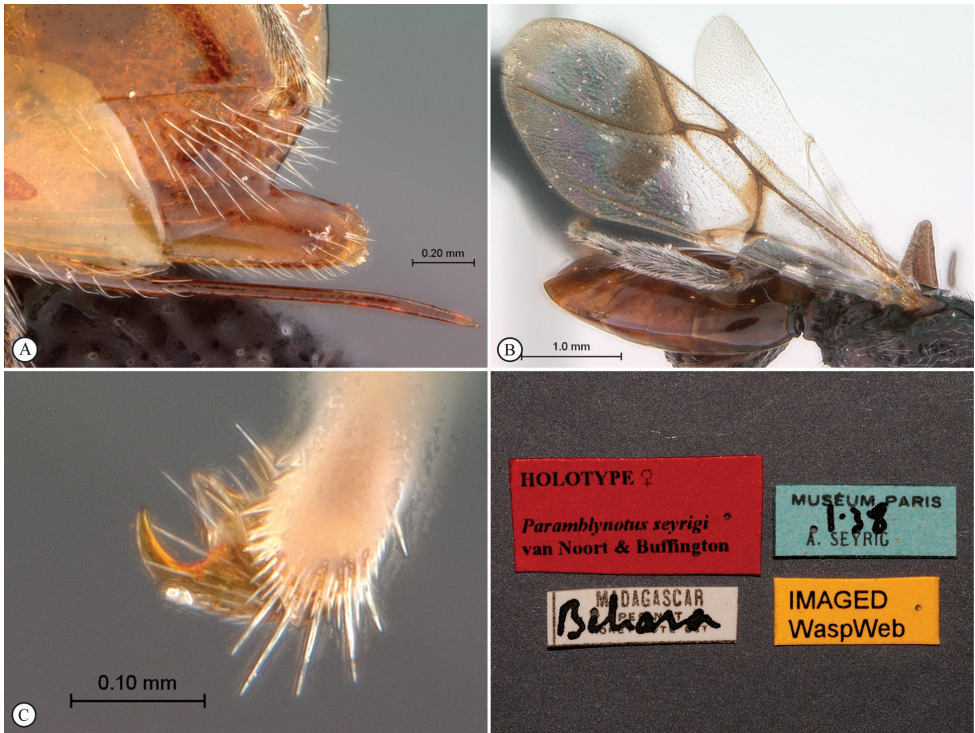 0.20 mm
A
1.0 mm
B
0.10 mm
C
HOLOTYPE ♀
Paramblynotus seyrigi
van Noort & Buffington
MUSEUM PARIS
1·38
A. SEYRIG
MADAGASCAR
Behara
IMAGED
WaspWeb